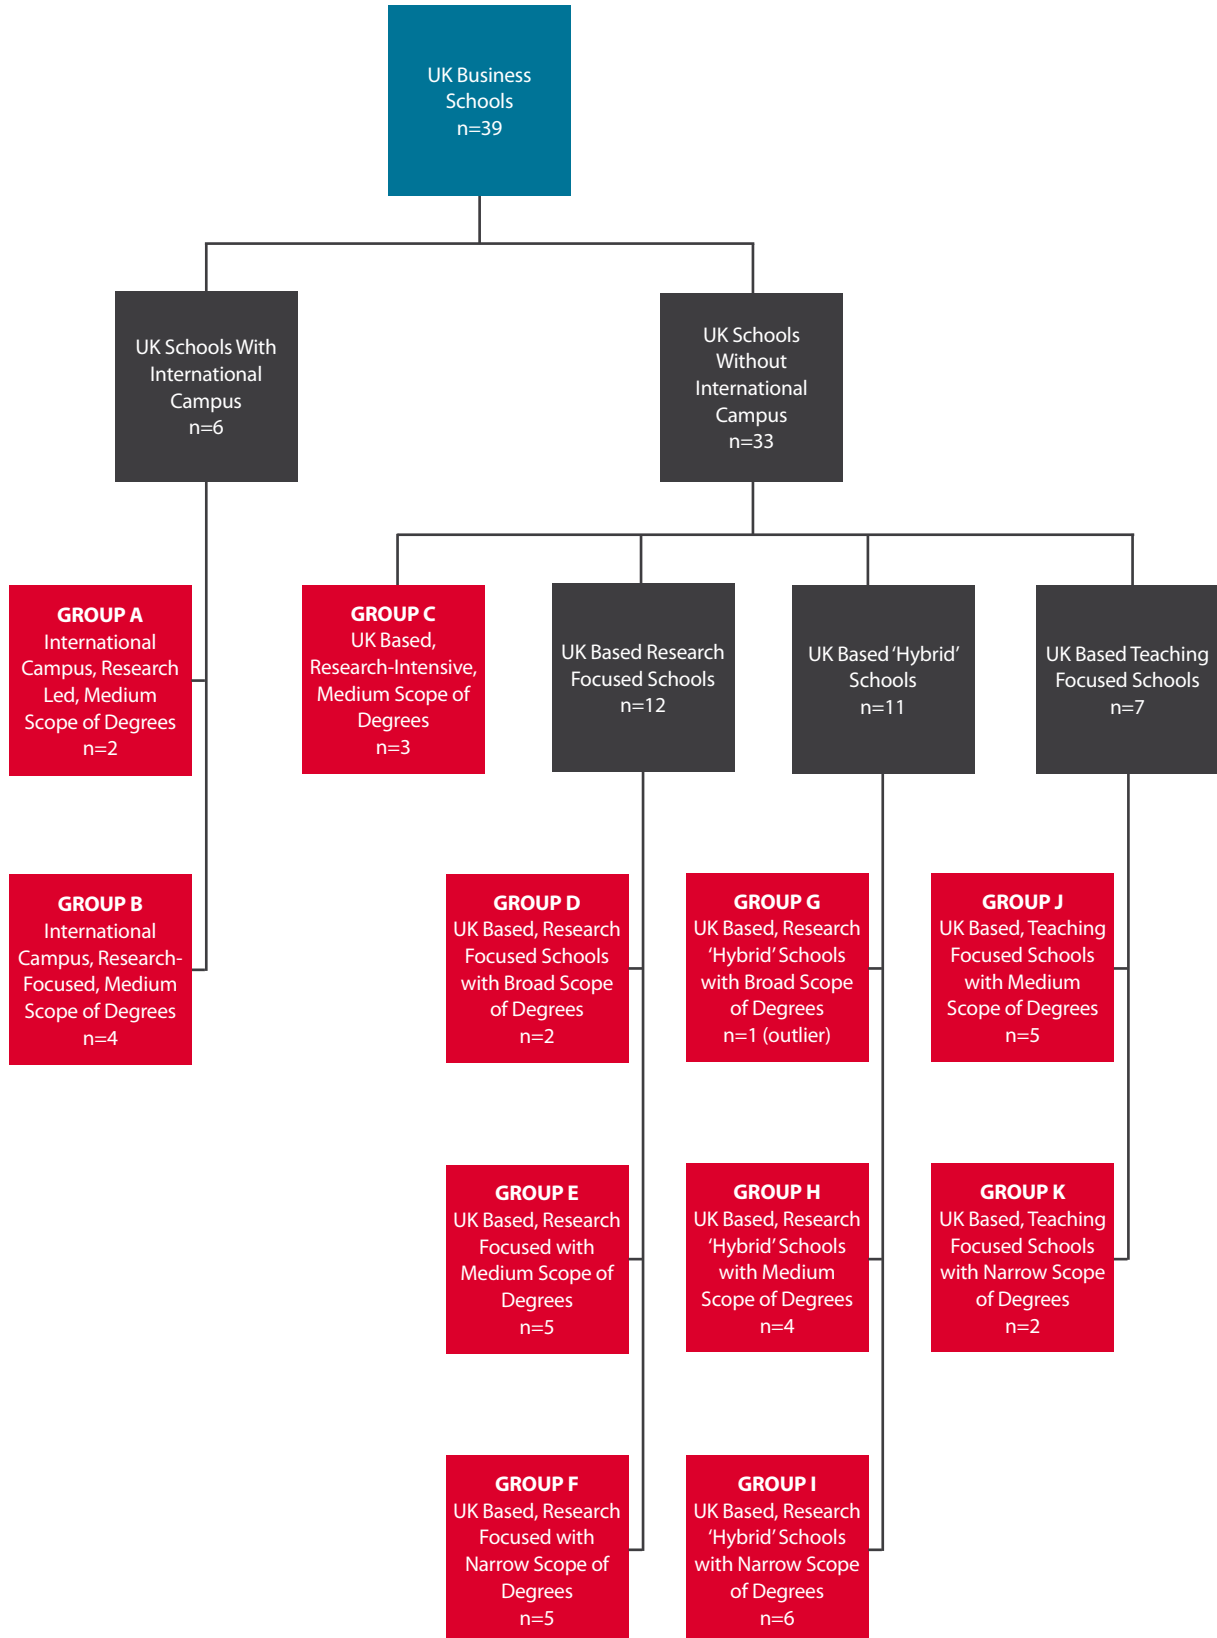 UK Business
Schools
n=39
UK Schools With
International
Campus
n=6
UK Schools
Without
International
Campus
n=33
GROUP A
International
Campus, Research
Led, Medium
Scope of Degrees
n=2
GROUP C
UK Based,
Research-Intensive,
Medium Scope of
Degrees
n=3
UK Based Research
Focused Schools
n=12
UK Based ‘Hybrid’
Schools
n=11
UK Based Teaching
Focused Schools
n=7
GROUP B
International
Campus, Research-
Focused, Medium
Scope of Degrees
n=4
GROUP D
UK Based, Research
Focused Schools
with Broad Scope
of Degrees
n=2
GROUP G
UK Based, Research
‘Hybrid’ Schools
with Broad Scope
of Degrees
n=1 (outlier)
GROUP J
UK Based, Teaching
Focused Schools
with Medium
Scope of Degrees
n=5
GROUP E
UK Based, Research
Focused with
Medium Scope of
Degrees
n=5
GROUP H
UK Based, Research
‘Hybrid’ Schools
with Medium
Scope of Degrees
n=4
GROUP K
UK Based, Teaching
Focused Schools
with Narrow Scope
of Degrees
n=2
GROUP F
UK Based, Research
Focused with
Narrow Scope of
Degrees
n=5
GROUP I
UK Based, Research
‘Hybrid’ Schools
with Narrow Scope
of Degrees
n=6